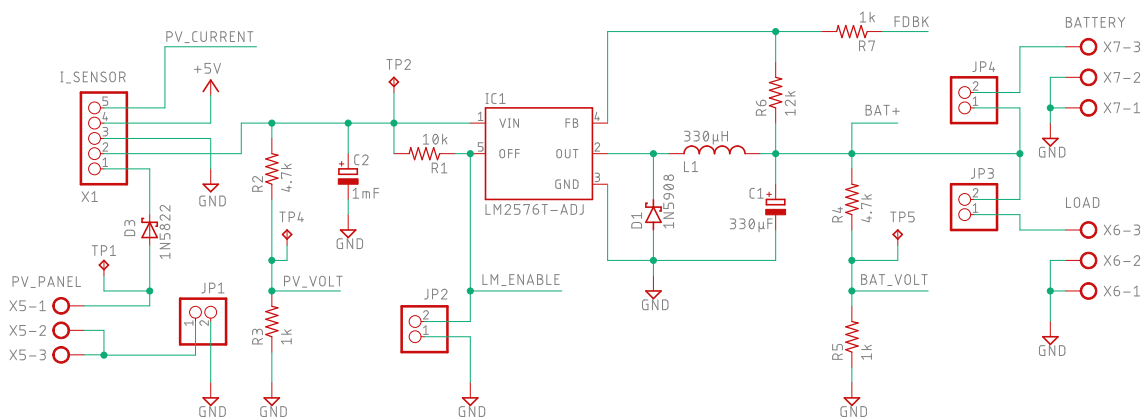 1k
FDBK
R7
BATTERY
X7-3
X7-2
X7-1
GND
PV_CURRENT
+5V
I_SENSOR
5
4
3
2
1
X1
GND
TP2
IC1
1
VIN
5
OFF
FB
4
OUT
2
GND
3
LM2576T-ADJ
10k
R1
R6
12k
330µH
L1
BAT+
JP4
2
1
JP3
2
1
LOAD
X6-3
X6-2
X6-1
GND
R2
4.7k
C2
1mF
GND
D1
1N5908
C1
330µF
R4
4.7k
TP5
TP4
D3
1N5822
TP1
PV_PANEL
X5-1
X5-2
X5-3
JP1
1
2
GND
PV_VOLT
R3
1k
GND
LM_ENABLE
JP2
2
1
GND
GND
BAT_VOLT
R5
1k
GND